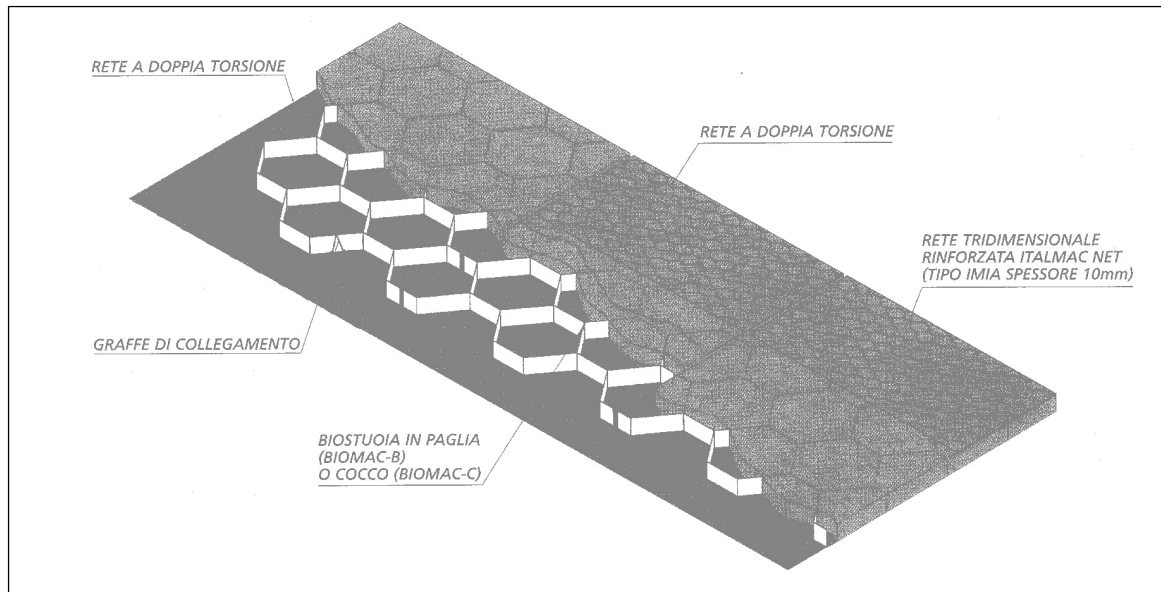 RETE A DOPPIA TORSIONE
RETE A DOPPIA TORSIONE
RETE TRIDIMENSIONALE
RINFORZATA ITALMAC NET
(TIPO IMIA SPESSORE 10mm)
GRAFFE DI COLLEGAMENTO
BIOSTUOIA IN PAGLIA
(BIOMAC-B)
O COCCO (BIOMAC-C)